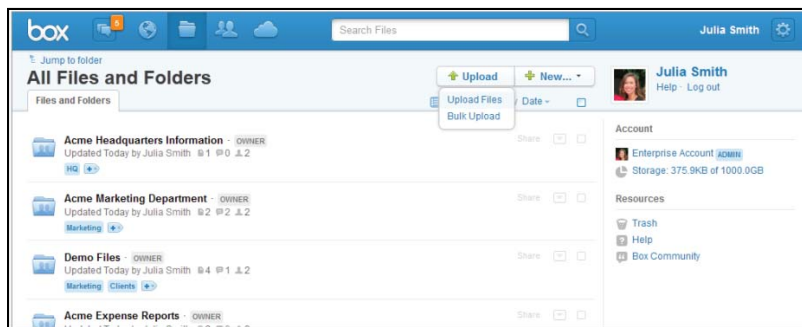 box
5
Search Files
Julia Smith
Jump to folder
All Files and Folders
Upload
New...
Julia Smith
Help · Log out
Files and Folders
Upload Files
Bulk Upload
Date
Acme Headquarters Information · OWNER
Updated Today by Julia Smith 1 0 2
HQ
Share
Acme Marketing Department · OWNER
Updated Today by Julia Smith 2 2 2
Marketing
Share
Demo Files · OWNER
Updated Today by Julia Smith 4 1 2
Marketing Clients
Share
Acme Expense Reports · OWNER
Account
Enterprise Account ADMIN
Storage: 375.9KB of 1000.0GB
Resources
Trash
Help
Box Community